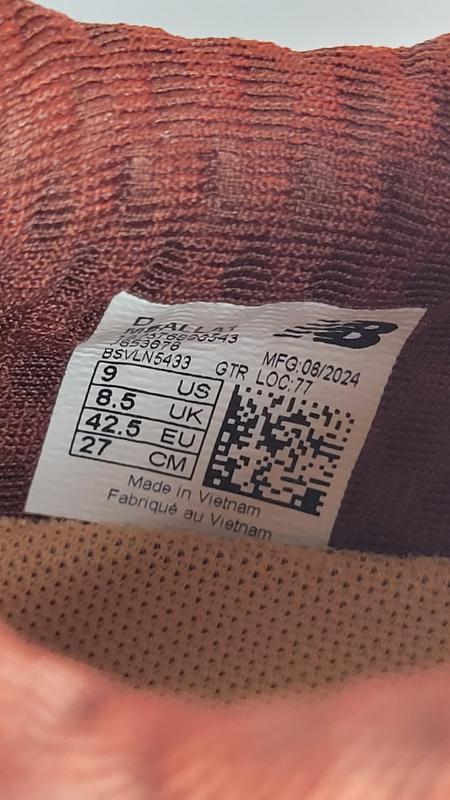 D
BSVLN5433
GTR
MFG:08/2024
LOC:77
9 US
8.5 UK
42.5 EU
27 CM
Made in Vietnam
Fabriqué au Vietnam
NB